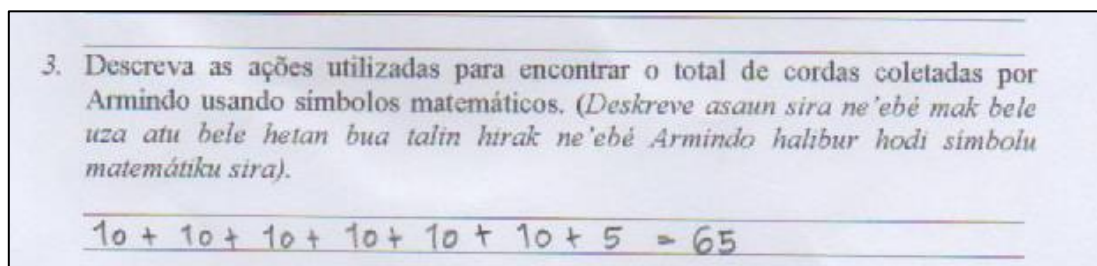 3. Descreva as ações utilizadas para encontrar o total de cordas coletadas por
Armindo usando símbolos matemáticos. (Deskreve asaun sira ne'ebé mak bele
uza atu bele hetan bua talin hirak ne'ebé Armindo halibur hodi símbolu
matemátiku sira).
10 + 10 + 10 + 10 + 10 + 10 + 5 = 65